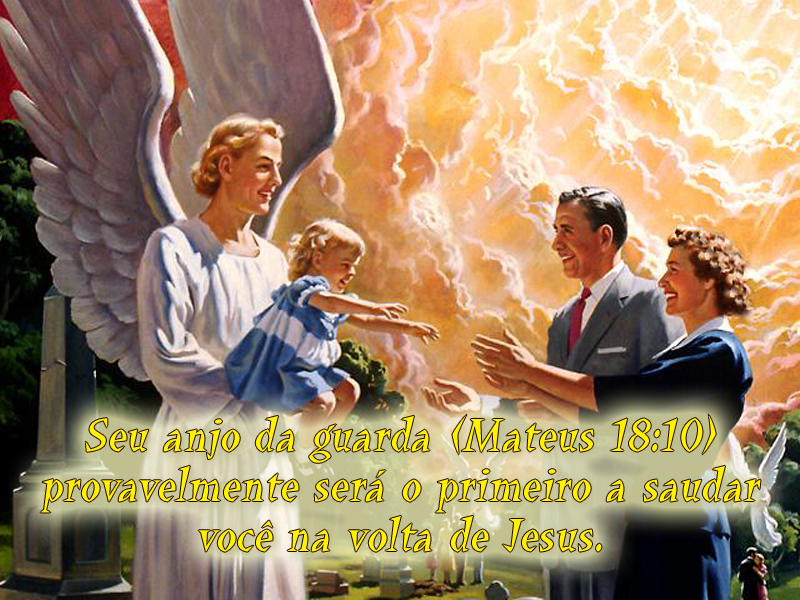 Seu anjo da guarda (Mateus 18:10)
provavelmente será o primeiro a saudar
você na volta de Jesus.